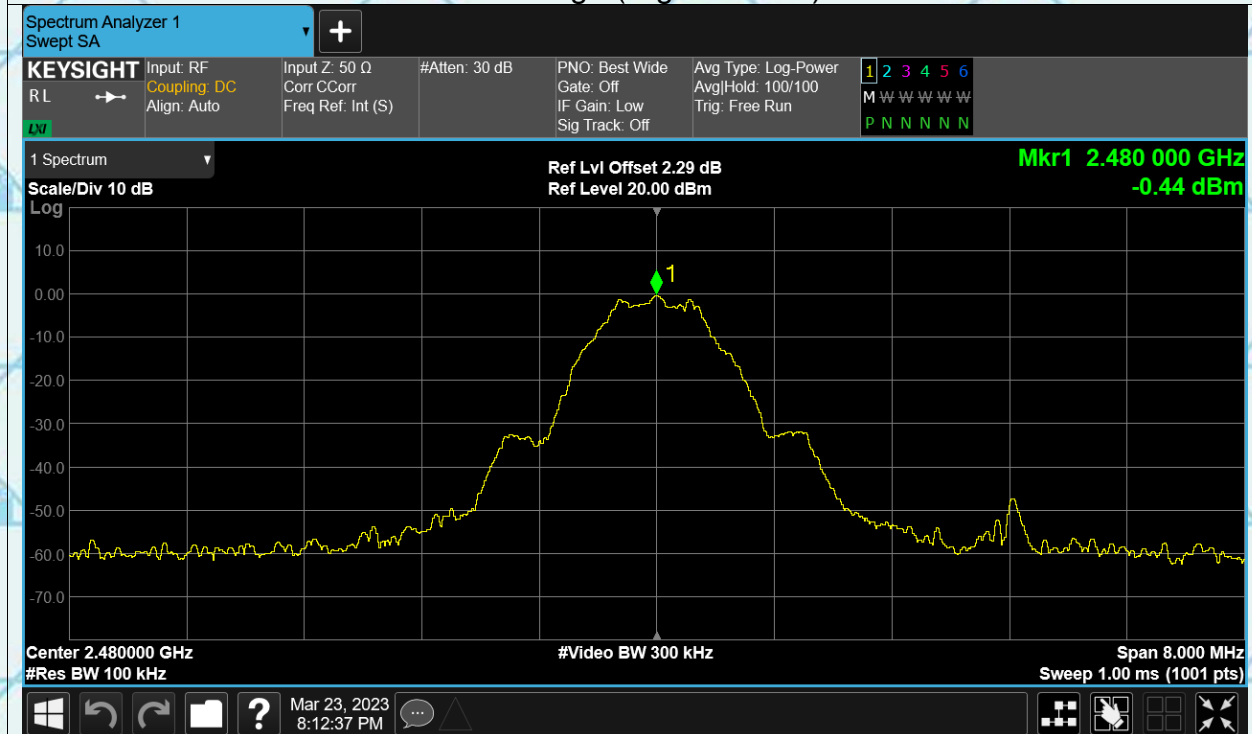 Spectrum Analyzer 1
Swept SA
KEYSIGHT
RL
LXI
Input: RF
Coupling: DC
Align: Auto
Input Z: 50 Ω
Corr CCorr
Freq Ref: Int (S)
#Atten: 30 dB
PNO: Best Wide
Gate: Off
IF Gain: Low
Sig Track: Off
Avg Type: Log-Power
Avg|Hold: 100/100
Trig: Free Run
1 2 3 4 5 6
M W W W W W
P N N N N N
1 Spectrum
Scale/Div 10 dB
Log
Ref Lvl Offset 2.29 dB
Ref Level 20.00 dBm
Mkr1 2.480 000 GHz
-0.44 dBm
1
10.0
0.00
-10.0
-20.0
-30.0
-40.0
-50.0
-60.0
-70.0
Center 2.480000 GHz
#Res BW 100 kHz
#Video BW 300 kHz
Span 8.000 MHz
Sweep 1.00 ms (1001 pts)
?
Mar 23, 2023
8:12:37 PM